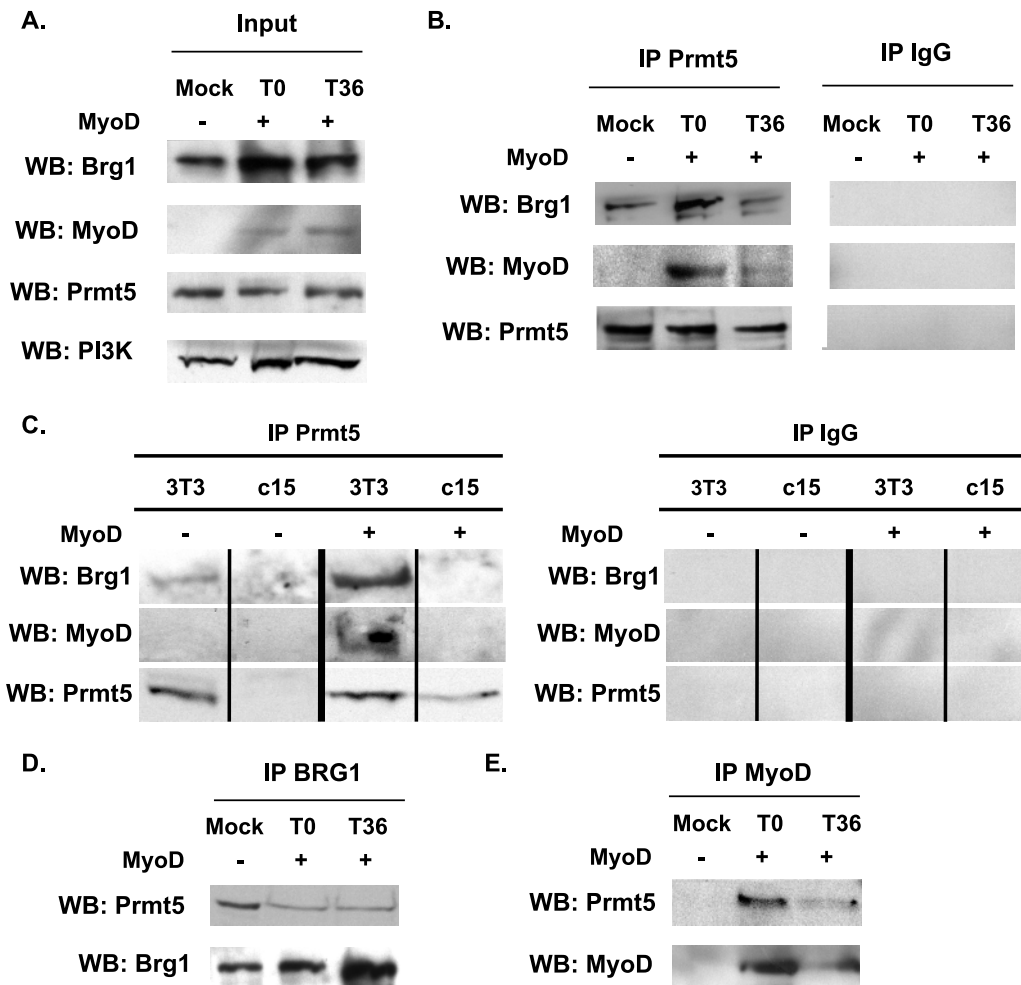 A.
Input
Mock T0 T36
MyoD - + +
WB: Brg1
WB: MyoD
WB: Prmt5
WB: PI3K
B.
IP Prmt5 IP IgG
Mock T0 T36 Mock T0 T36
MyoD - + + - + +
WB: Brg1
WB: MyoD
WB: Prmt5
C.
IP Prmt5
3T3 c15 3T3 c15
MyoD - - + +
WB: Brg1
WB: MyoD
WB: Prmt5
IP IgG
3T3 c15 3T3 c15
MyoD - - + +
WB: Brg1
WB: MyoD
WB: Prmt5
D.
IP BRG1
Mock T0 T36
MyoD - + +
WB: Prmt5
WB: Brg1
E.
IP MyoD
Mock T0 T36
MyoD - + +
WB: Prmt5
WB: MyoD